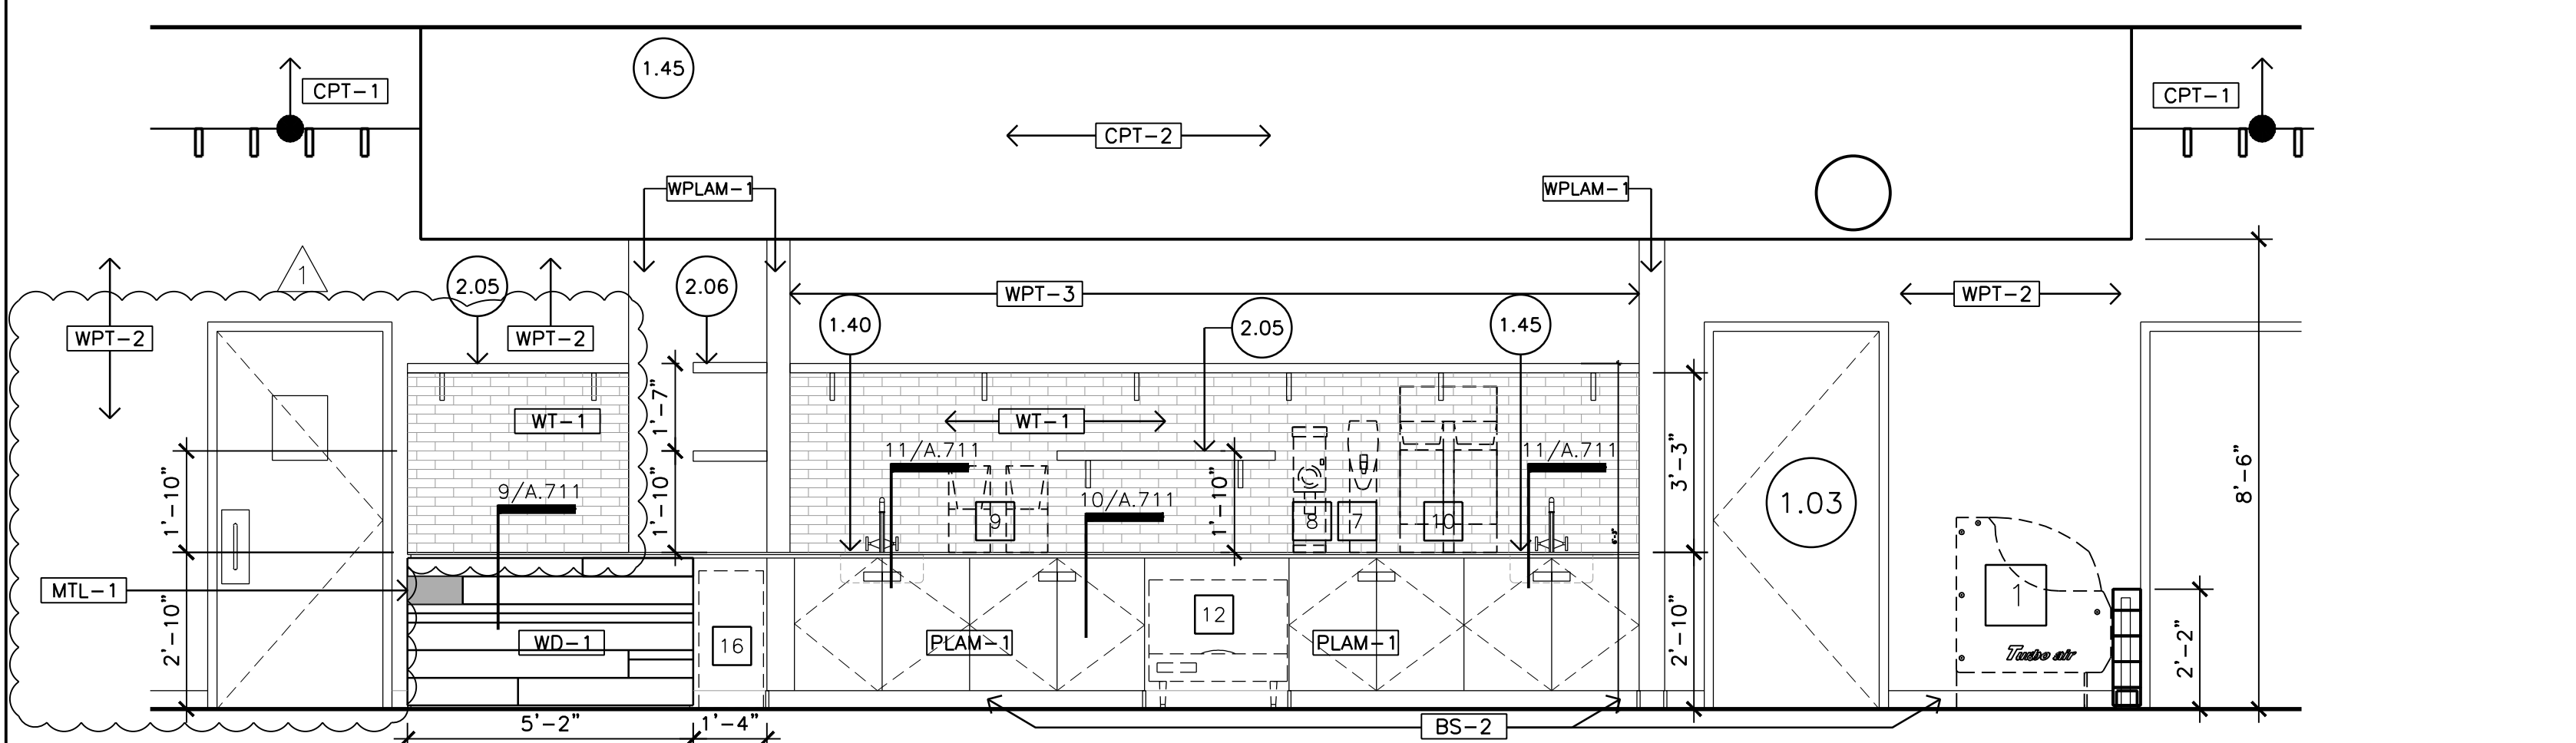 1.45
CPT-1
CPT-1
CPT-2
WPLAM-1
WPLAM-1
1
2.05
2.06
WPT-3
WPT-2
1.40
2.05
1.45
WPT-2
WPT-2
1'-7"
WT-1
WT-1
11/A.711
11/A.711
3'-3"
8'-6"
9/A.711
10/A.711
1'-10"
1'-10"
1'-10"
9
8
7
10
1.03
MTL-1
1
12
2'-10"
WD-1
16
PLAM-1
PLAM-1
2'-10"
Turbo air
2'-2"
5'-2"
1'-4"
BS-2